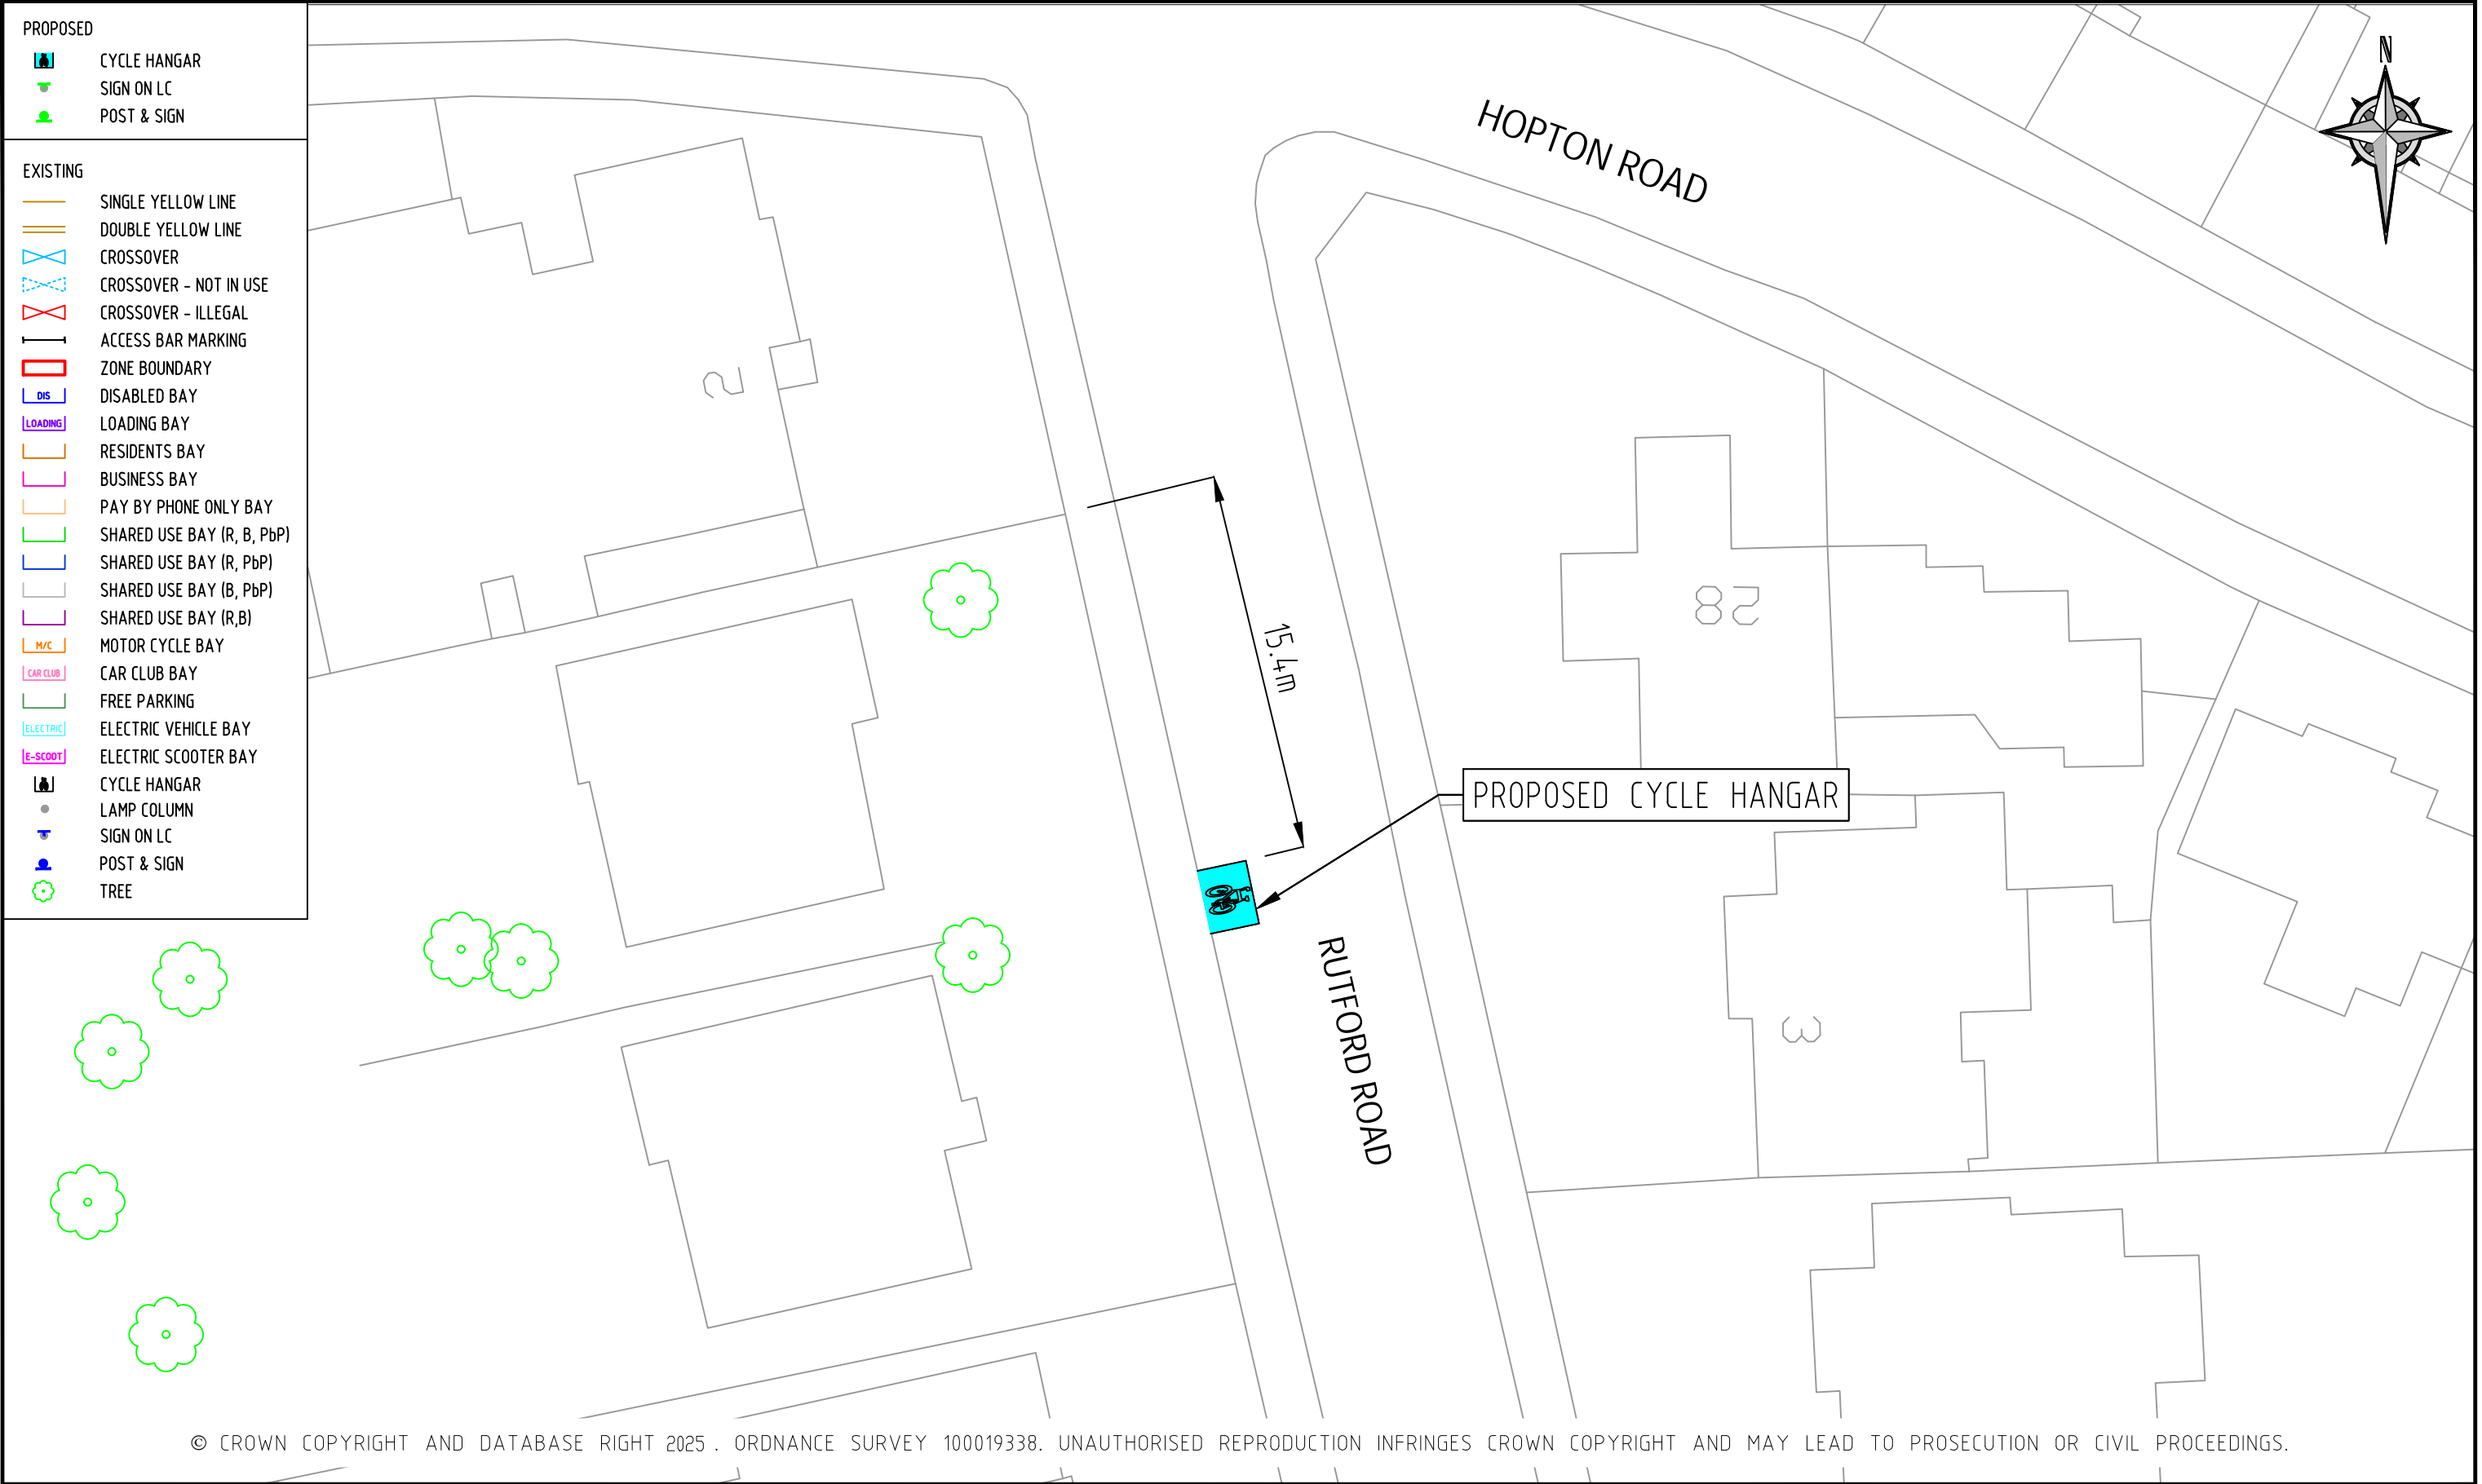 PROPOSED
CYCLE HANGAR
SIGN ON LC
POST & SIGN
EXISTING
SINGLE YELLOW LINE
DOUBLE YELLOW LINE
CROSSOVER
CROSSOVER - NOT IN USE
CROSSOVER - ILLEGAL
ACCESS BAR MARKING
ZONE BOUNDARY
DIS DISABLED BAY
LOADING LOADING BAY
RESIDENTS BAY
BUSINESS BAY
PAY BY PHONE ONLY BAY
SHARED USE BAY (R, B, PbP)
SHARED USE BAY (R, PbP)
SHARED USE BAY (B, PbP)
SHARED USE BAY (R,B)
M/C MOTOR CYCLE BAY
CAR CLUB CAR CLUB BAY
FREE PARKING
ELECTRIC ELECTRIC VEHICLE BAY
E-SCOOT ELECTRIC SCOOTER BAY
CYCLE HANGAR
LAMP COLUMN
SIGN ON LC
POST & SIGN
TREE
HOPTON ROAD
N
2
15.4m
28
PROPOSED CYCLE HANGAR
RUTFORD ROAD
3
© CROWN COPYRIGHT AND DATABASE RIGHT 2025 . ORDNANCE SURVEY 100019338. UNAUTHORISED REPRODUCTION INFRINGES CROWN COPYRIGHT AND MAY LEAD TO PROSECUTION OR CIVIL PROCEEDINGS.